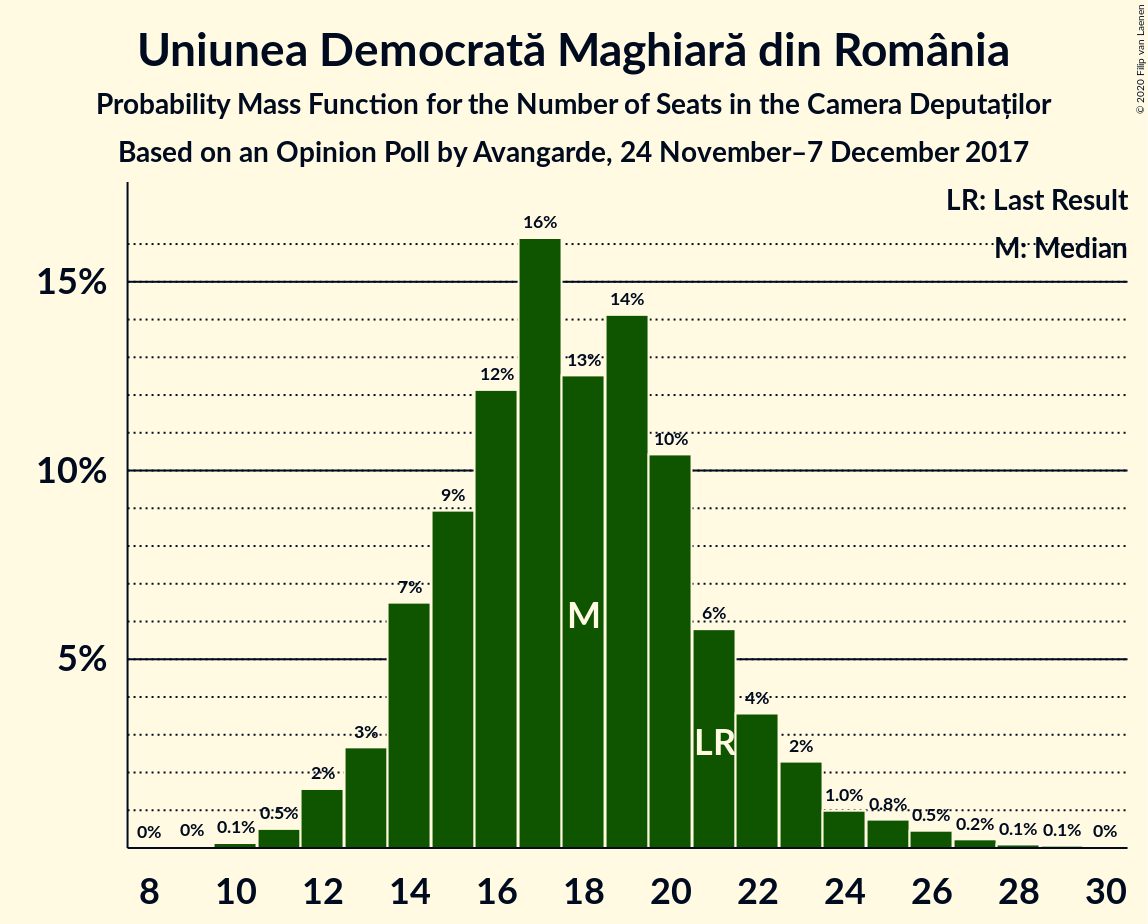 Uniunea Democrată Maghiară din România
Probability Mass Function for the Number of Seats in the Camera Deputaților
Based on an Opinion Poll by Avangarde, 24 November–7 December 2017
© 2020 Filip van Laenen
LR: Last Result
M: Median
15%
10%
5%
0%
0%
0.1%
0.5%
2%
3%
7%
9%
12%
16%
13%
14%
10%
6%
4%
2%
1.0%
0.8%
0.5%
0.2%
0.1%
0.1%
0%
M
LR
8 10 12 14 16 18 20 22 24 26 28 30